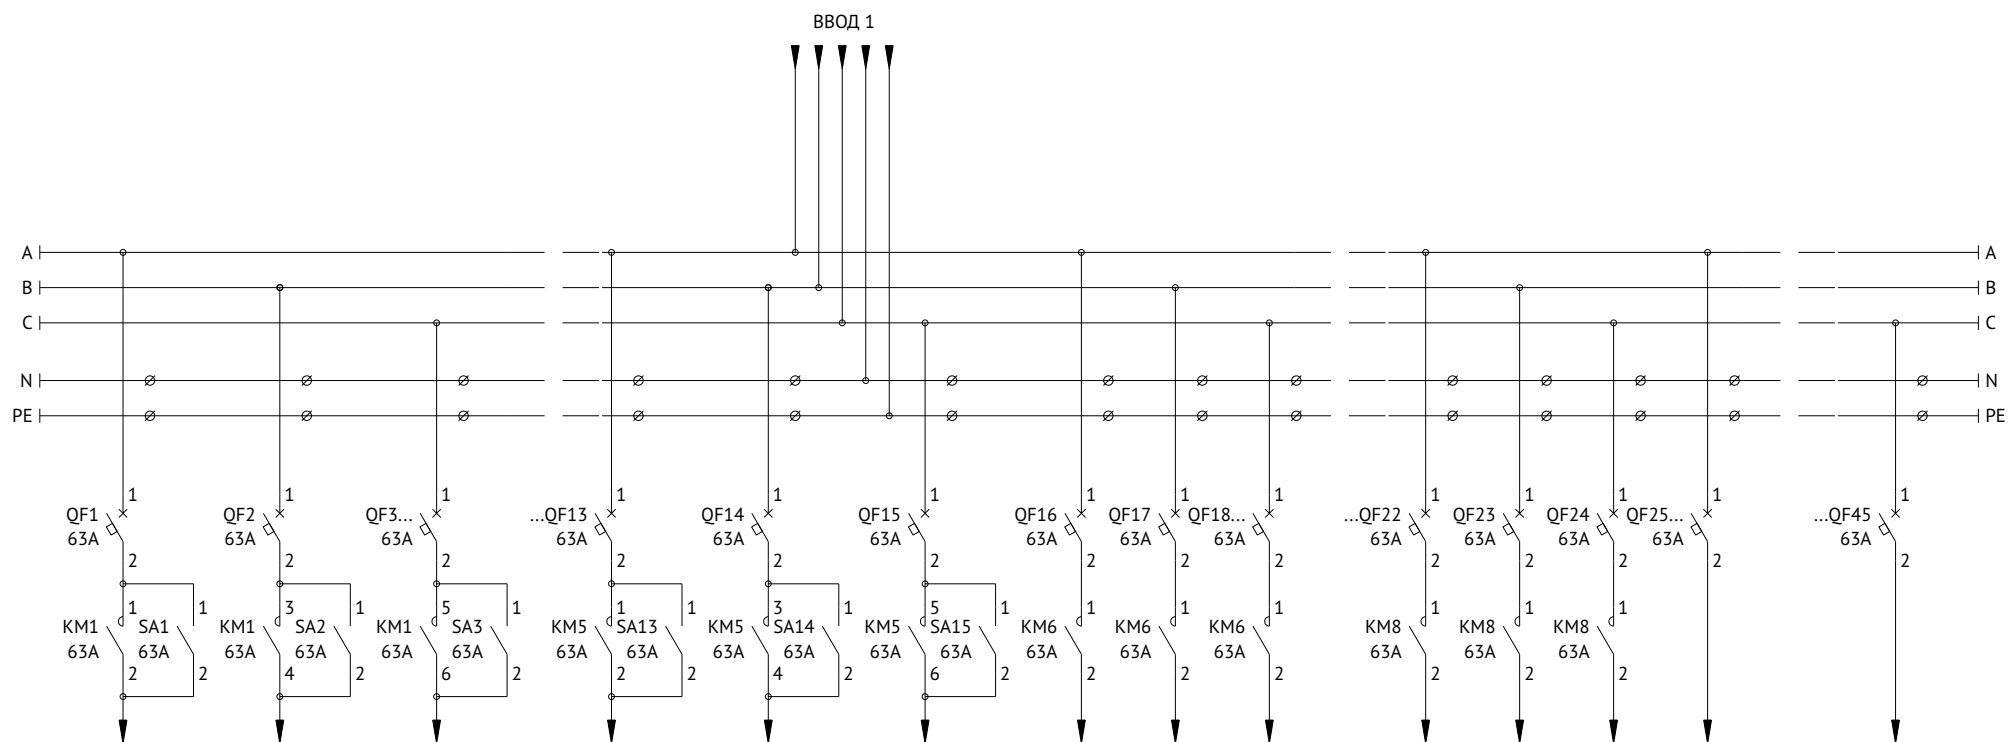 ВВОД 1
A A
B B
C C
N N
PE PE
1 1 1 1 1 1 1 1 1 1 1 1 1 1
QF1 QF2 QF3... ...QF13 QF14 QF15 QF16 QF17 QF18... ...QF22 QF23 QF24 QF25... ...QF45
63A 63A 63A 63A 63A 63A 63A 63A 63A 63A 63A 63A 63A 63A
2 2 2 2 2 2 2 2 2 2 2 2 2 2
1 1 3 1 5 1 1 1 3 1 5 1 1 1 1 1 1 1
KM1 SA1 KM1 SA2 KM1 SA3 KM5 SA13 KM5 SA14 KM5 SA15 KM6 KM6 KM6 KM8 KM8 KM8
63A 63A 63A 63A 63A 63A 63A 63A 63A 63A 63A 63A 63A 63A 63A 63A 63A 63A
2 2 4 2 6 2 2 2 4 2 6 2 2 2 2 2 2 2